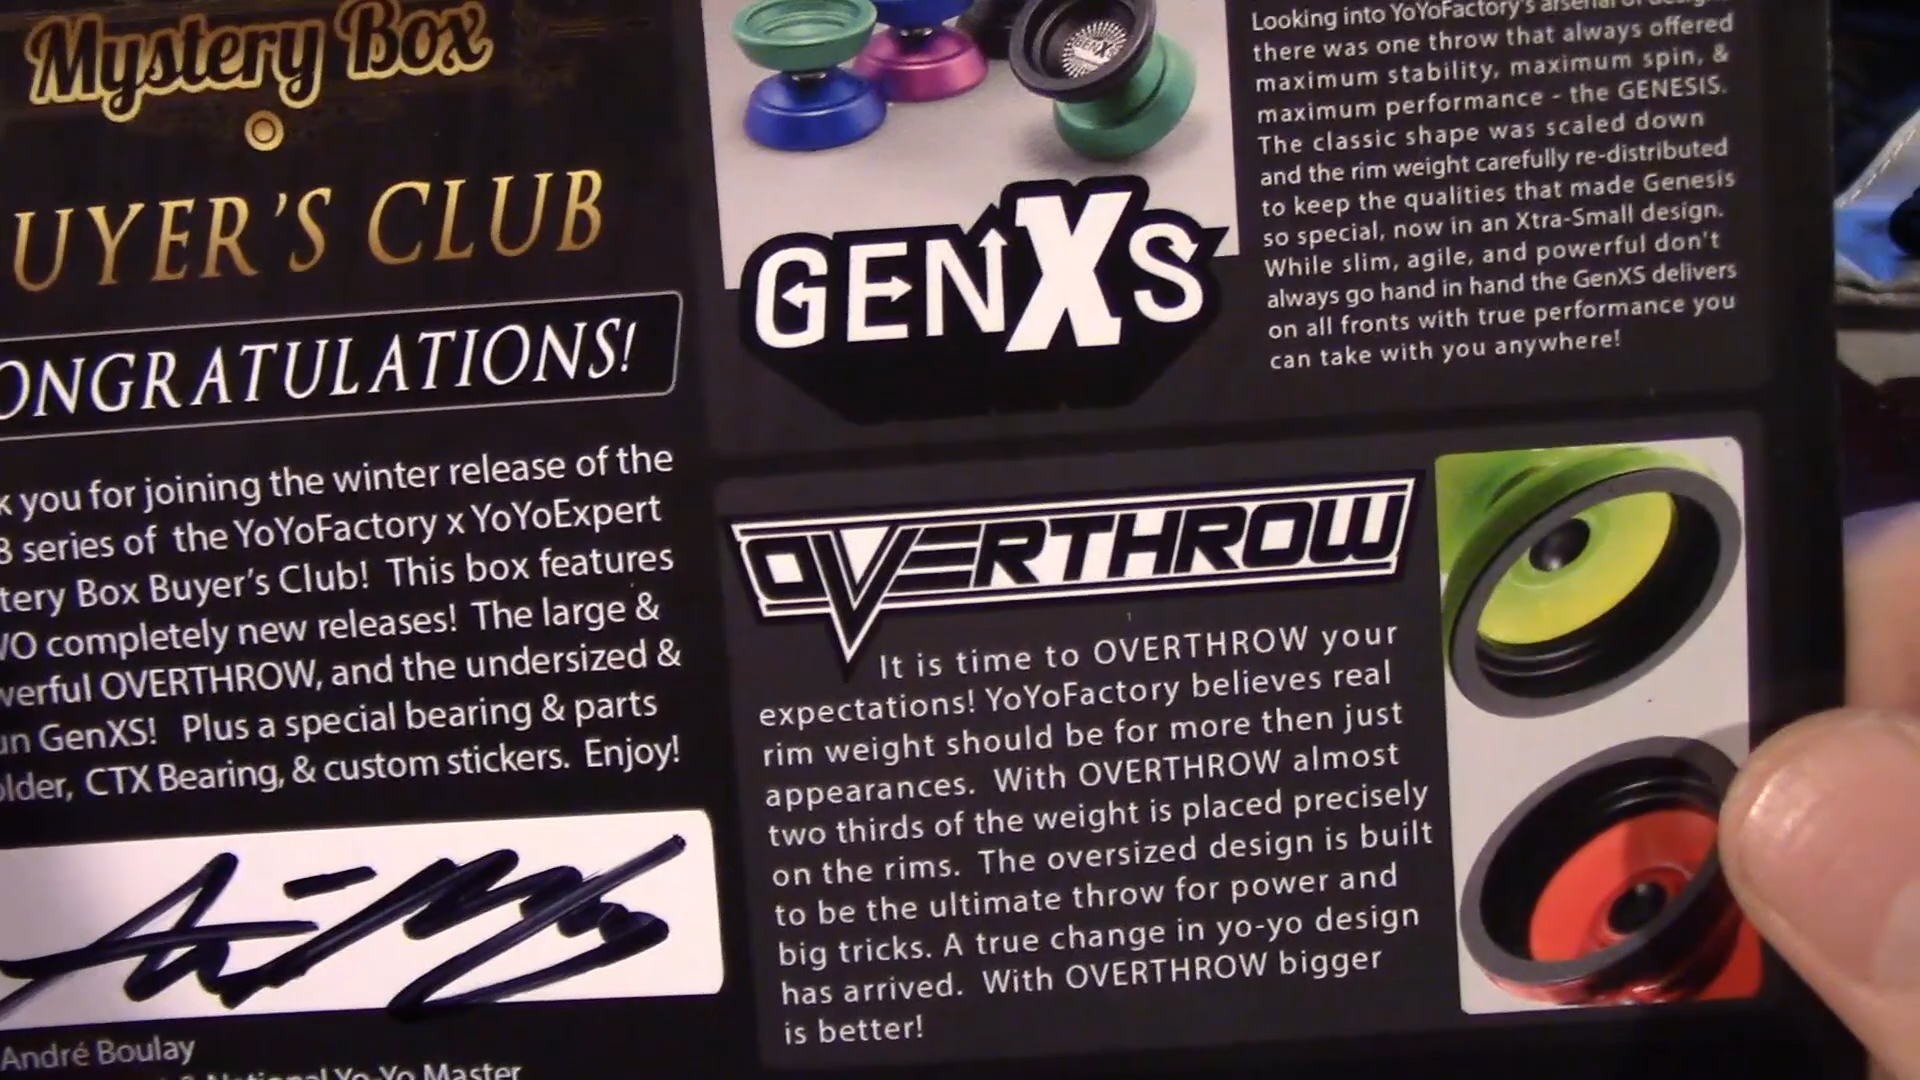 Mystery Box
UYER'S CLUB
ONGRATULATIONS!
k you for joining the winter release of the
series of the YoYoFactory x YoYoExpert
tery Box Buyer's Club! This box features
WO completely new releases! The large &
werful OVERTHROW, and the undersized &
un GenXS! Plus a special bearing & parts
older, CTX Bearing, & custom stickers. Enjoy!
André Boulay
National Yo-Yo Master
GENXS
Looking into YoYoFactory's arsenal of
there was one throw that always offered
maximum stability, maximum spin, &
maximum performance - the GENESIS.
The classic shape was scaled down
and the rim weight carefully re-distributed
to keep the qualities that made Genesis
so special, now in an Xtra-Small design.
While slim, agile, and powerful don't
always go hand in hand the GenXS delivers
on all fronts with true performance you
can take with you anywhere!
OVERTHROW
It is time to OVERTHROW your
expectations! YoYoFactory believes real
rim weight should be for more then just
appearances. With OVERTHROW almost
two thirds of the weight is placed precisely
on the rims. The oversized design is built
to be the ultimate throw for power and
big tricks. A true change in yo-yo design
has arrived. With OVERTHROW bigger
is better!